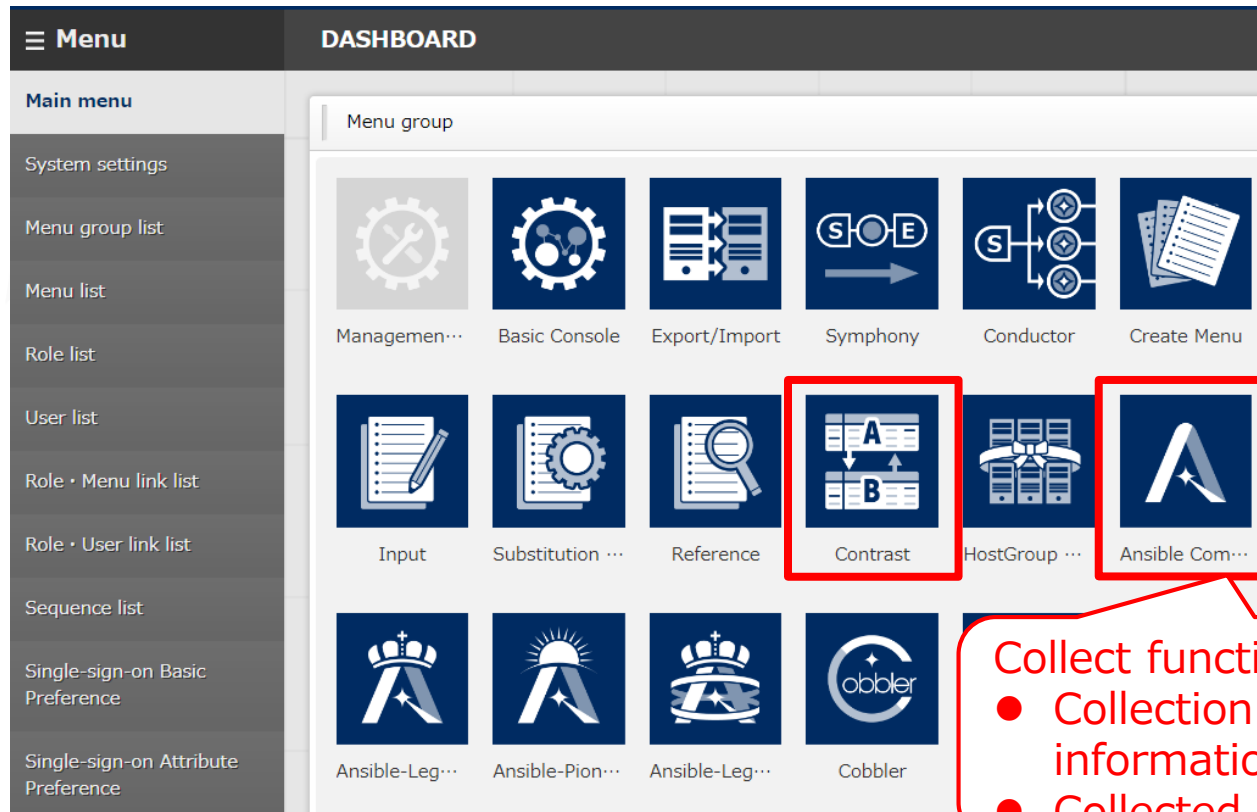 ☰ Menu
DASHBOARD
Main menu
System settings
Menu group list
Menu list
Role list
User list
Role・Menu link list
Role・User link list
Sequence list
Single-sign-on Basic
Preference
Single-sign-on Attribute
Preference
Menu group
S E
S
Managemen…
Basic Console
Export/Import
Symphony
Conductor
Create Menu
A
B
Input
Substitution …
Reference
Contrast
HostGroup …
Ansible Com…
Cobbler
Ansible-Leg…
Ansible-Pion…
Ansible-Leg…
Cobbler
Collect
● Collection
● Collected